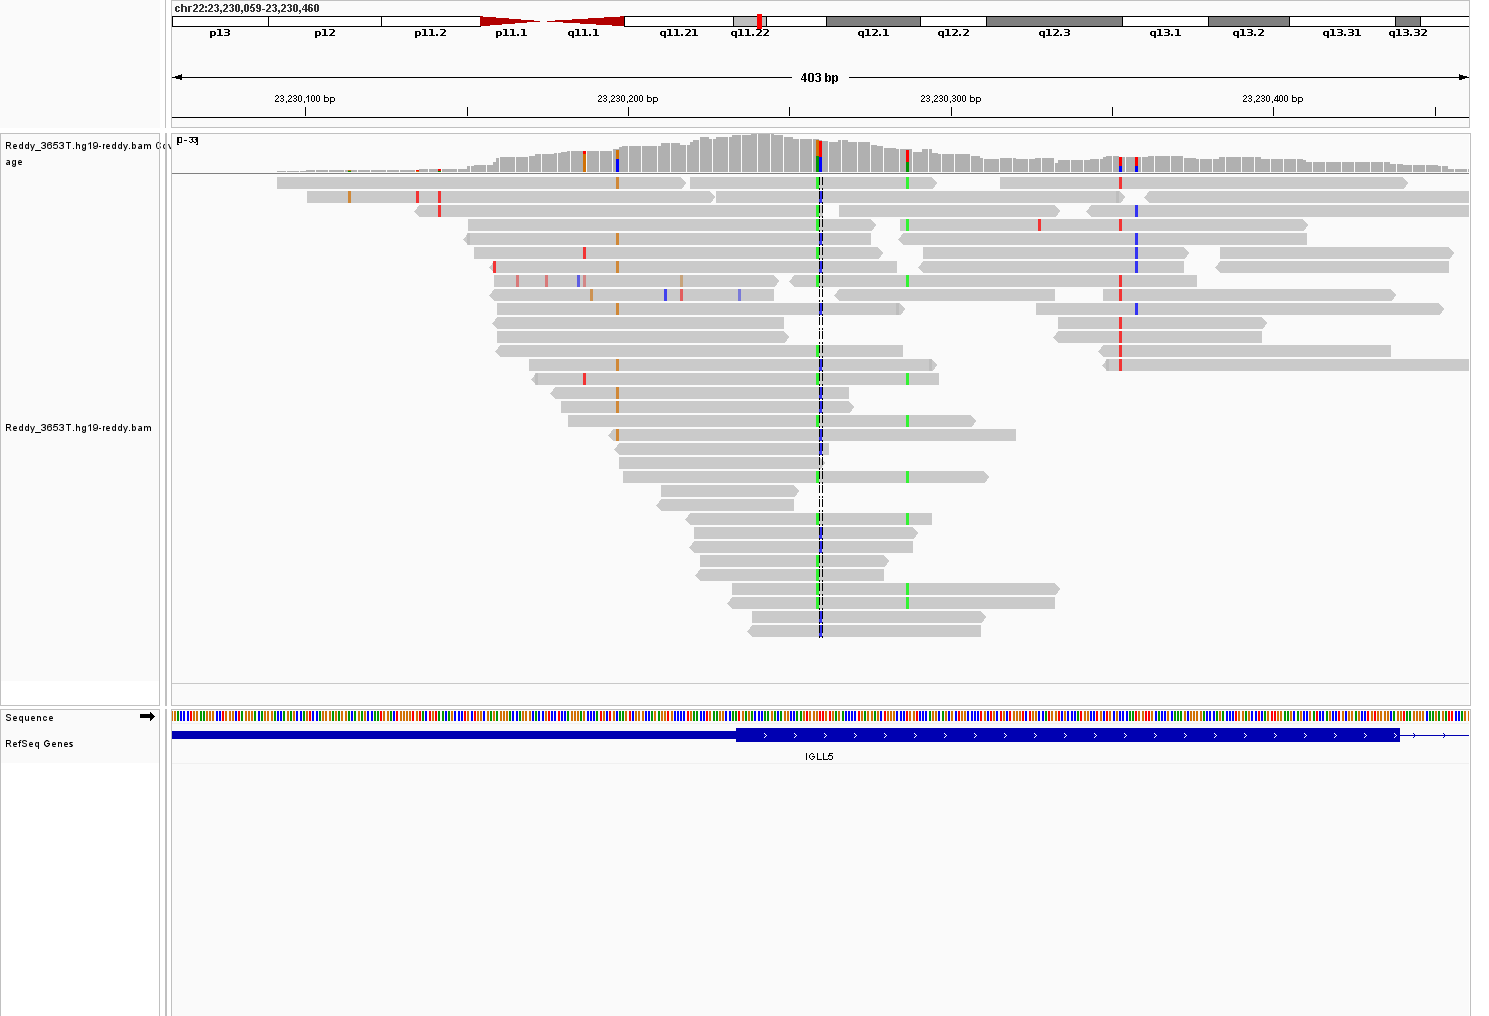 chr22:23,230,059-23,230,460
p13 p12 p11.2 p11.1 q11.1 q11.21 q11.22 q12.1 q12.2 q12.3 q13.1 q13.2 q13.31 q13.32
403 bp
23,230,100 bp 23,230,200 bp 23,230,300 bp 23,230,400 bp
[0 - 33]
Reddy_3653T.hg19-reddy.bam Cov
age
Reddy_3653T.hg19-reddy.bam
Sequence
RefSeq Genes
IGLL5